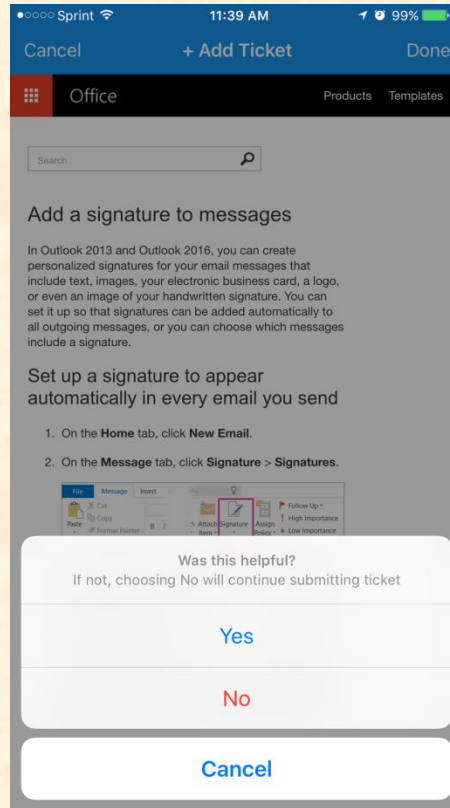 Sprint 11:39 AM 99%
Cancel + Add Ticket Done
Office Products Templates
Search
Add a signature to messages
In Outlook 2013 and Outlook 2016, you can create
personalized signatures for your email messages that
include text, images, your electronic business card, a logo,
or even an image of your handwritten signature. You can
set it up so that signatures can be added automatically to
all outgoing messages, or you can choose which messages
include a signature.
Set up a signature to appear
automatically in every email you send
1. On the Home tab, click New Email.
2. On the Message tab, click Signature > Signatures.
File Message Insert
Cut Follow Up
Copy High Importance
Paste Format Painter B I Attach Item Signature Assign Policy Low Importance
Was this helpful?
If not, choosing No will continue submitting ticket
Yes
No
Cancel